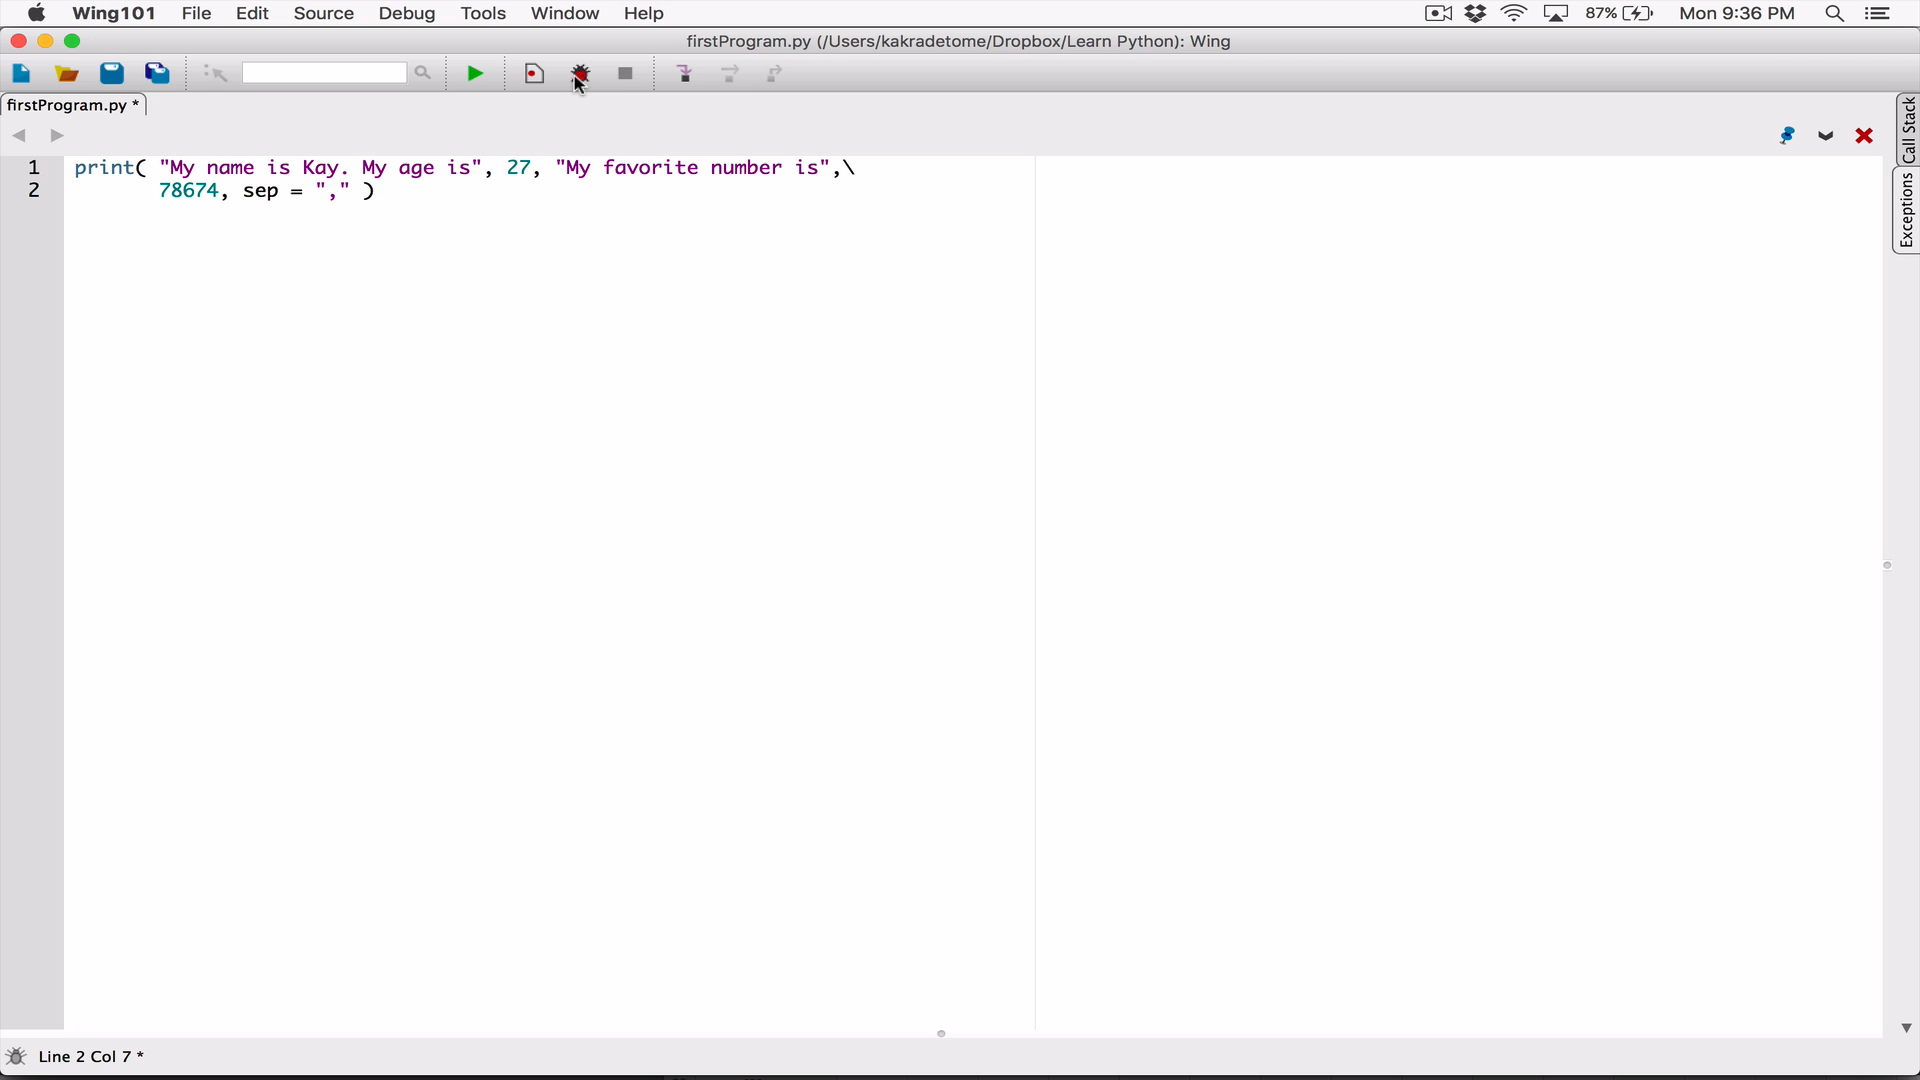 Wing101 File Edit Source Debug Tools Window Help 87% Mon 9:36 PM
firstProgram.py (/Users/kakradetome/Dropbox/Learn Python): Wing
firstProgram.py *
Call Stack
Exceptions
1 print( "My name is Kay. My age is", 27, "My favorite number is",\
2 78674, sep = "," )
Line 2 Col 7 *